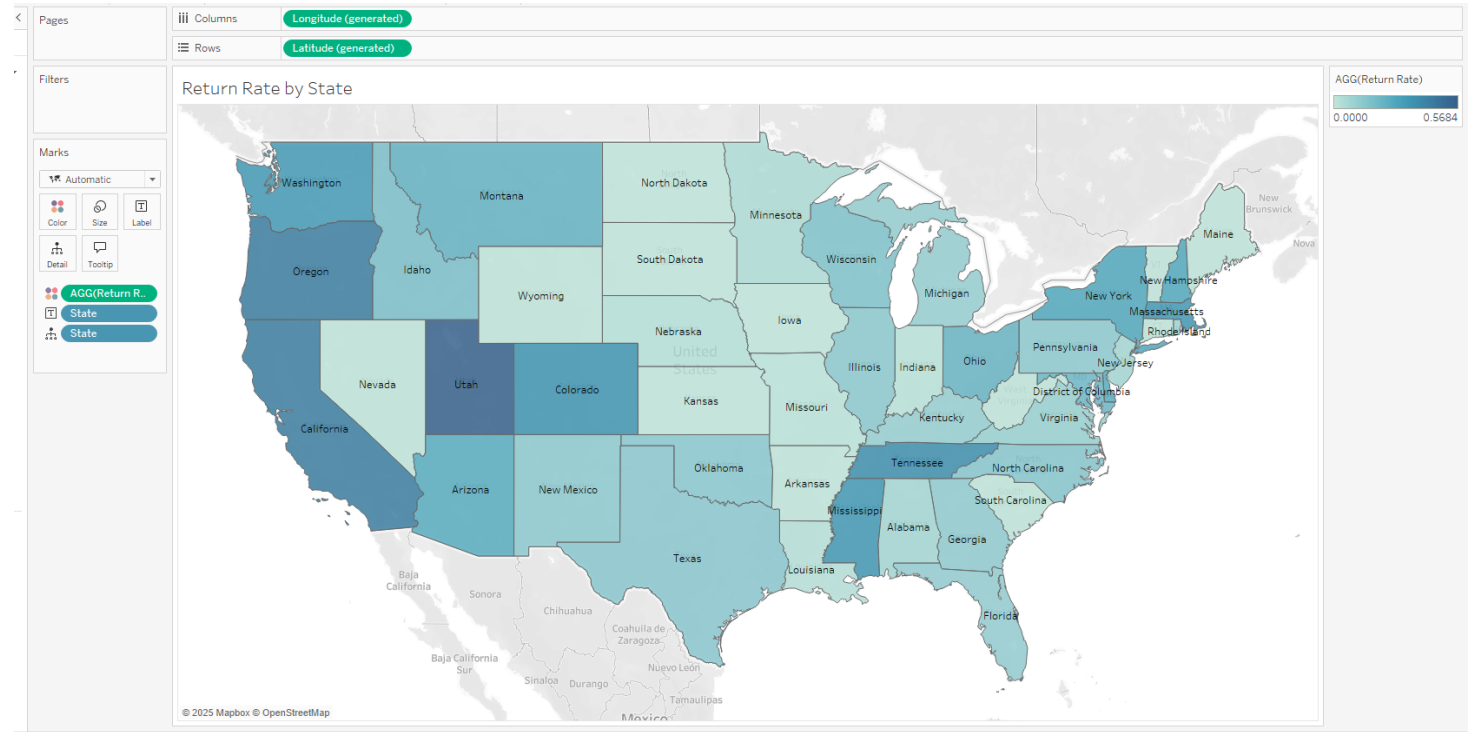 Pages
Columns
Longitude (generated)
Rows
Latitude (generated)
Filters
Marks
Automatic
Color
Size
Label
Detail
Tooltip
AGG(Return R..
State
State
Return Rate by State
Washington
Montana
North Dakota
Minnesota
Maine
New
Brunswick
Nova
Oregon
Idaho
South Dakota
Wisconsin
Michigan
New Hampshire
New York
Massachusetts
Rhode Island
Wyoming
Iowa
Nebraska
United
States
Illinois
Indiana
Ohio
Pennsylvania
New Jersey
District of Columbia
Nevada
Utah
Colorado
Kansas
Missouri
Kentucky
Virginia
California
Tennessee
North Carolina
Arizona
New Mexico
Oklahoma
Arkansas
South Carolina
Mississippi
Alabama
Georgia
Texas
Louisiana
Florida
Baja
California
Sonora
Chihuahua
Coahuila de
Zaragoza
Baja California
Sur
Sinaloa
Durango
Nuevo León
Tamaulipas
México
© 2025 Mapbox © OpenStreetMap
AGG(Return Rate)
0.0000
0.5684